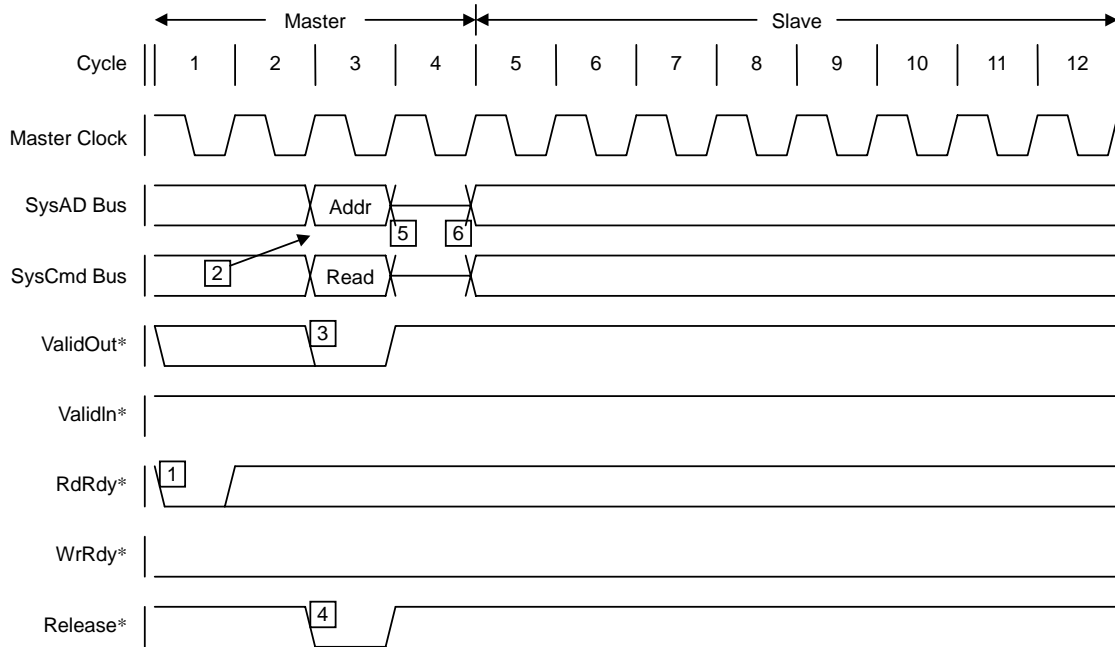 Master Slave
Cycle 1 2 3 4 5 6 7 8 9 10 11 12
Master Clock
SysAD Bus Addr
5 6
2
SysCmd Bus Read
3
ValidOut*
ValidIn*
1
RdRdy*
WrRdy*
4
Release*